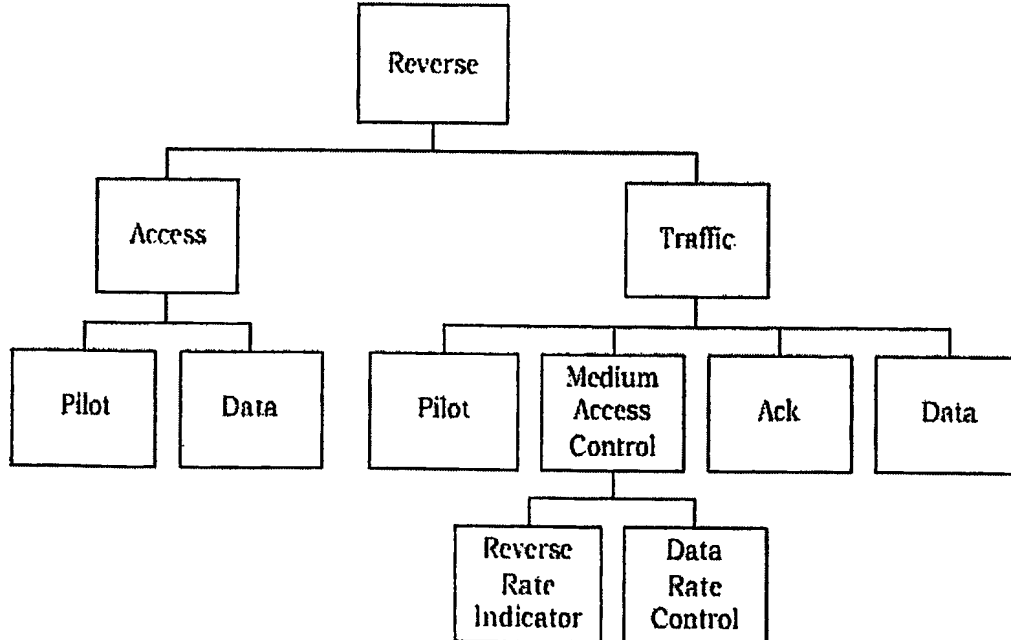 Reverse
Access
Traffic
Pilot
Data
Pilot
Medium
Access
Control
Ack
Data
Reverse
Rate
Indicator
Data
Rate
Control